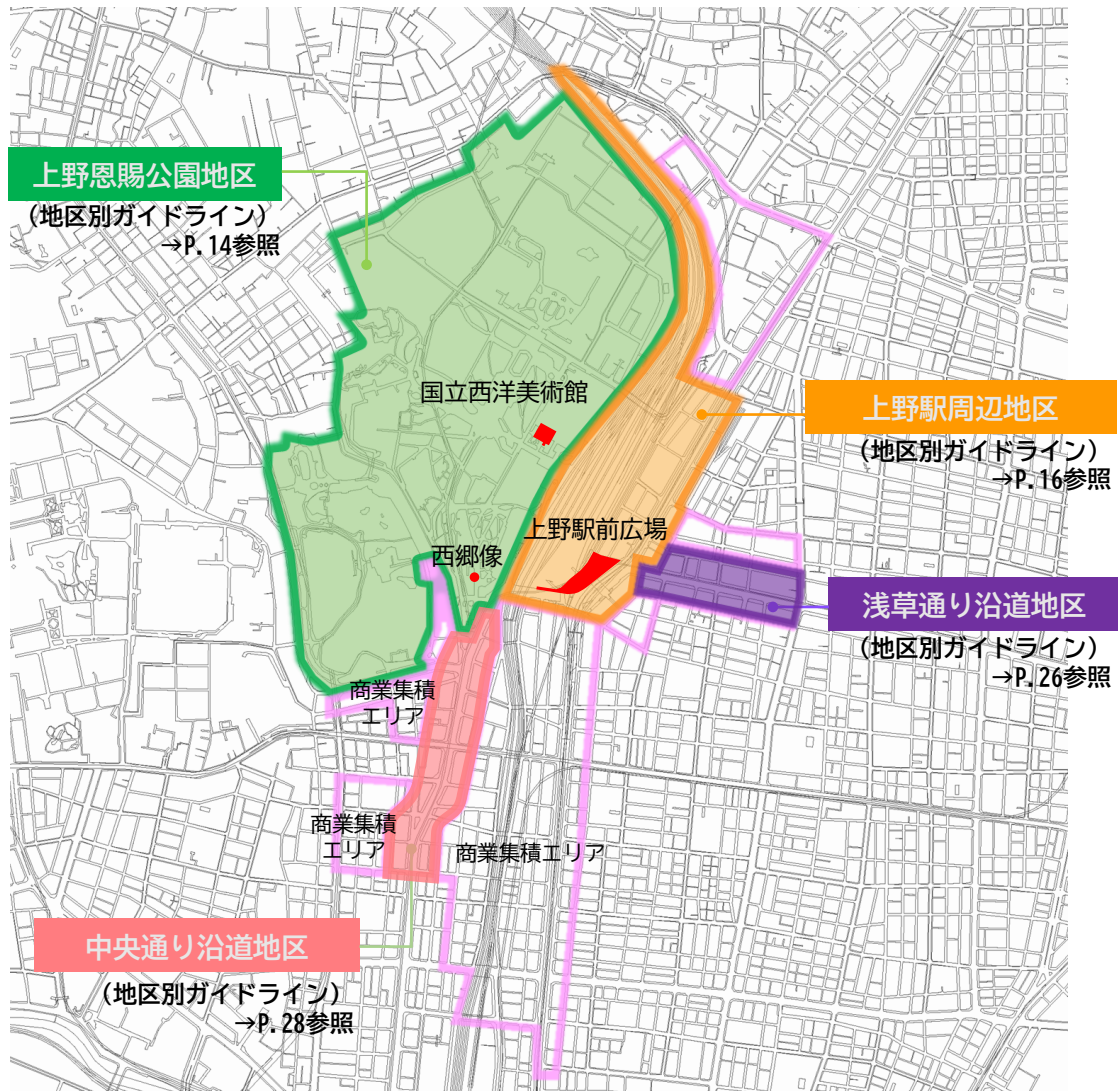 上野恩賜公園地区
(地区別ガイドライン)
→P.14参照
国立西洋美術館
上野駅周辺地区
(地区別ガイドライン)
→P.16参照
上野駅前広場
西郷像
浅草通り沿道地区
(地区別ガイドライン)
→P.26参照
商業集積
エリア
商業集積
エリア
商業集積エリア
中央通り沿道地区
(地区別ガイドライン)
→P.28参照